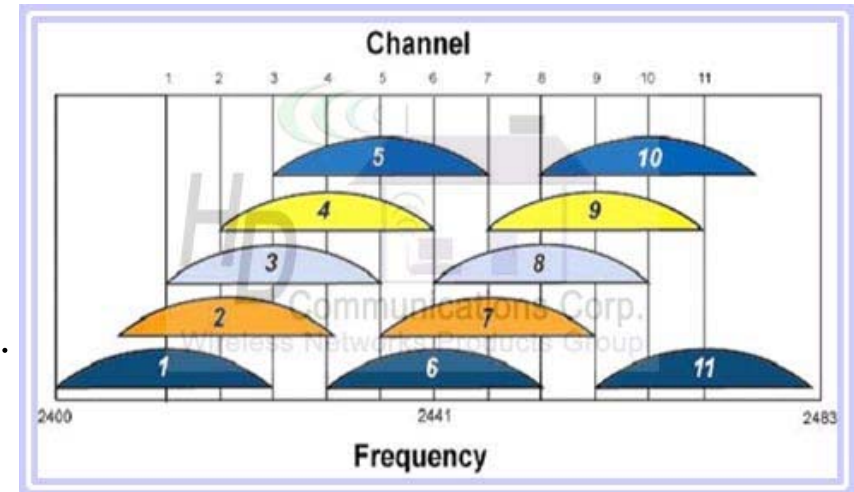 Channel
1 2 3 4 5 6 7 8 9 10 11
5 10
4 9
3 8
HD
Communications Corp.
2 7
Wireless Networks Products Group
1 6 11
2400 2441 2483
Frequency